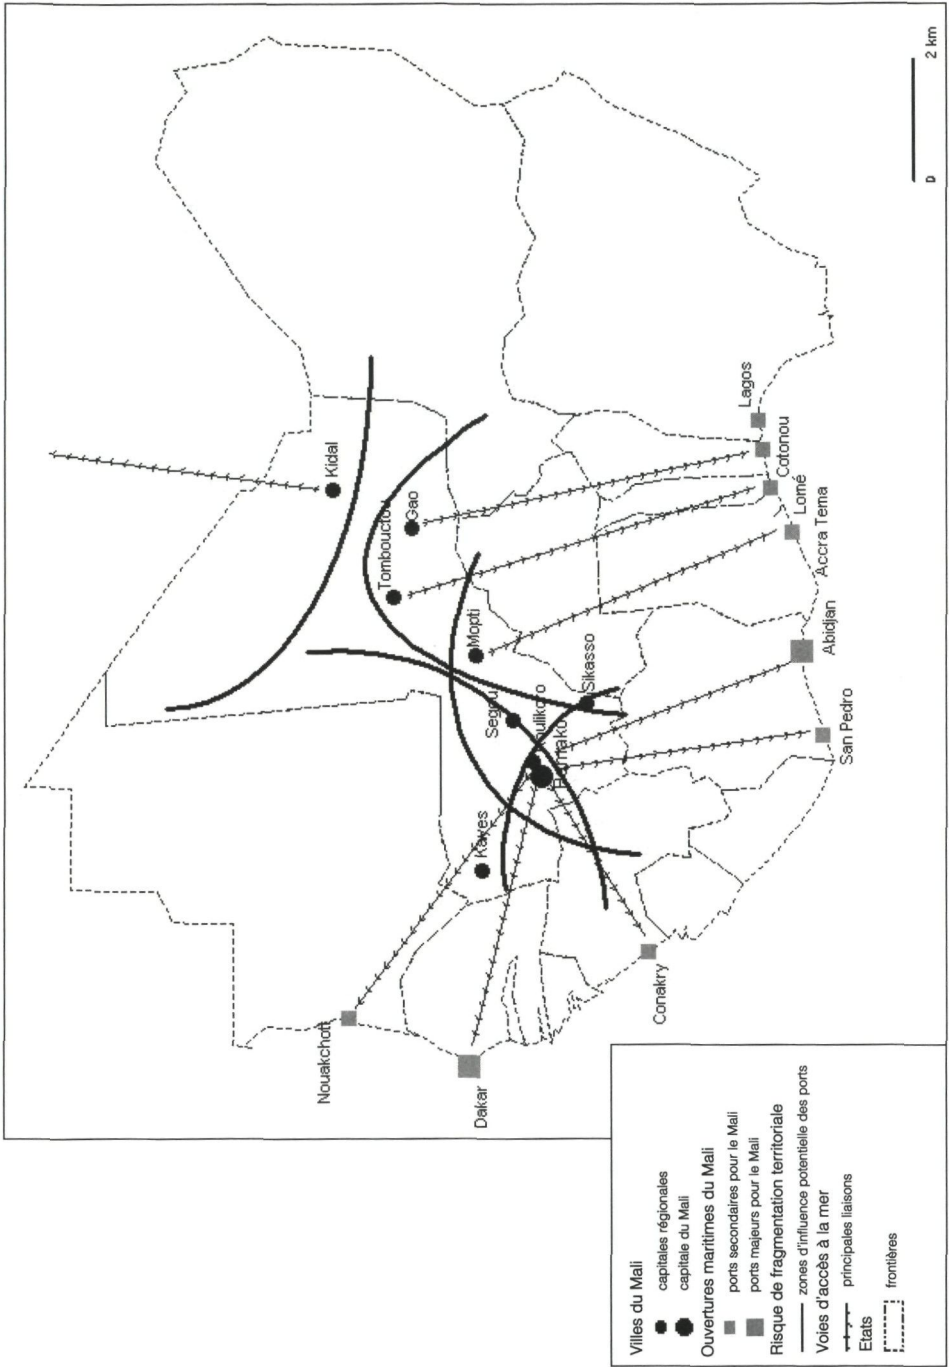 Kidal
Tombouctou
Gao
Mopti
Segou
oulikoro
Sikasso
Kayes
Nouakchott
Dakar
Conakry
San Pedro
Abidjan
Accra Tema
Lomé
Cotonou
Lagos
D 2 km
Villes du Mali
capitales régionales
capitale du Mali
Ouvertures maritimes du Mali
ports secondaires pour le Mali
ports majeurs pour le Mali
Risque de fragmentation territoriale
zones d'influence potentielle des ports
Voies d'accès à la mer
principales liaisons
Etats
frontières